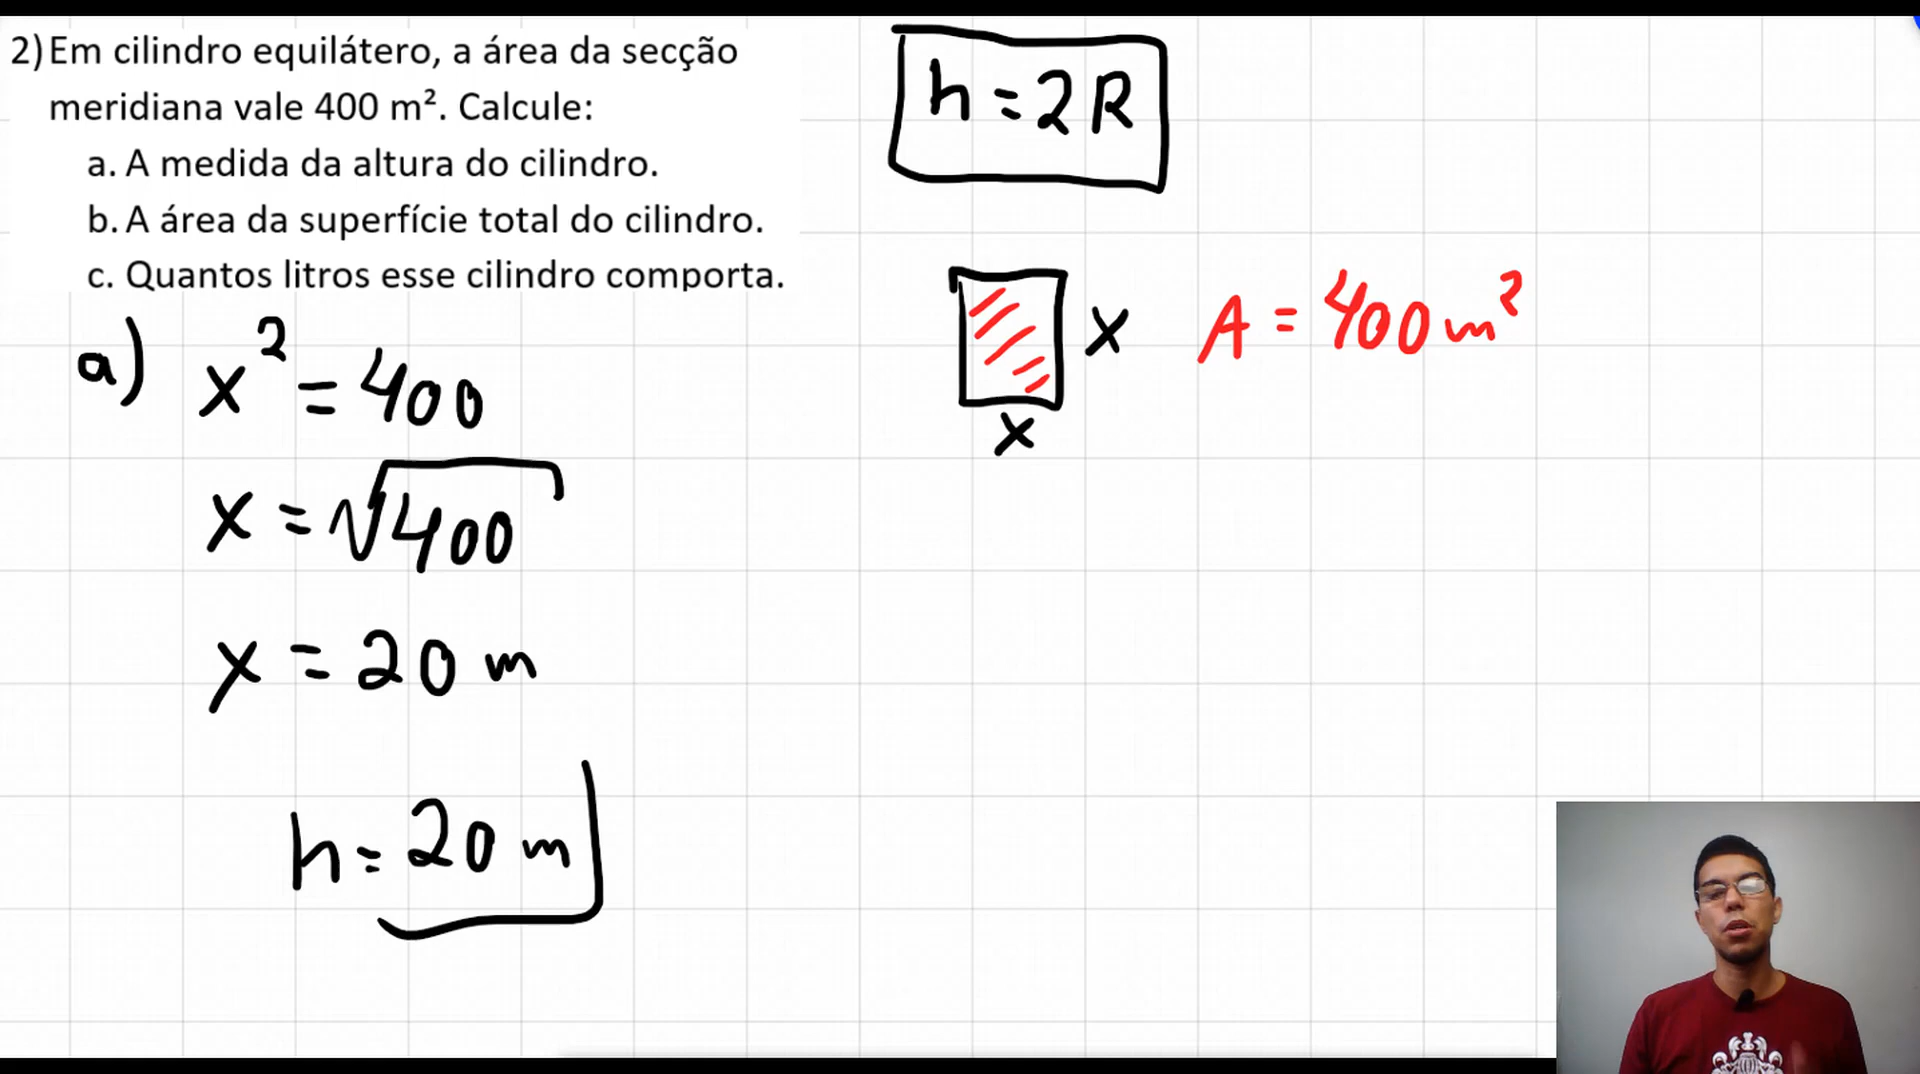 2) Em cilindro equilátero, a área da secção
meridiana vale 400 m². Calcule:
a. A medida da altura do cilindro.
b. A área da superfície total do cilindro.
c. Quantos litros esse cilindro comporta.
h = 2R
x A = 400 m²
x
a) x² = 400
x = √400
x = 20 m
h = 20 m